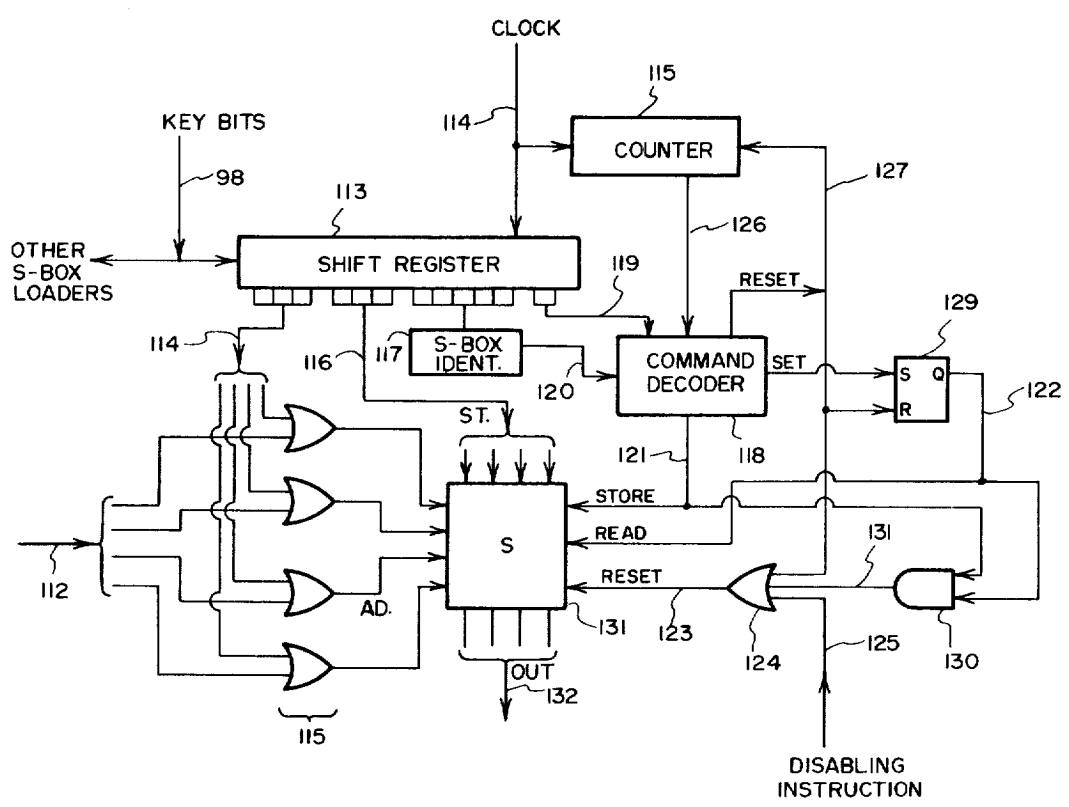 CLOCK
115
114
KEY BITS
COUNTER
98
127
113
126
OTHER
S-BOX
LOADERS
SHIFT REGISTER
119
RESET
129
114
116
117
S-BOX
IDENT.
COMMAND
DECODER
SET
S Q
R
120
122
ST.
121
118
STORE
S
READ
112
AD.
RESET
131
131
123
124
125
130
OUT
132
115
DISABLING
INSTRUCTION